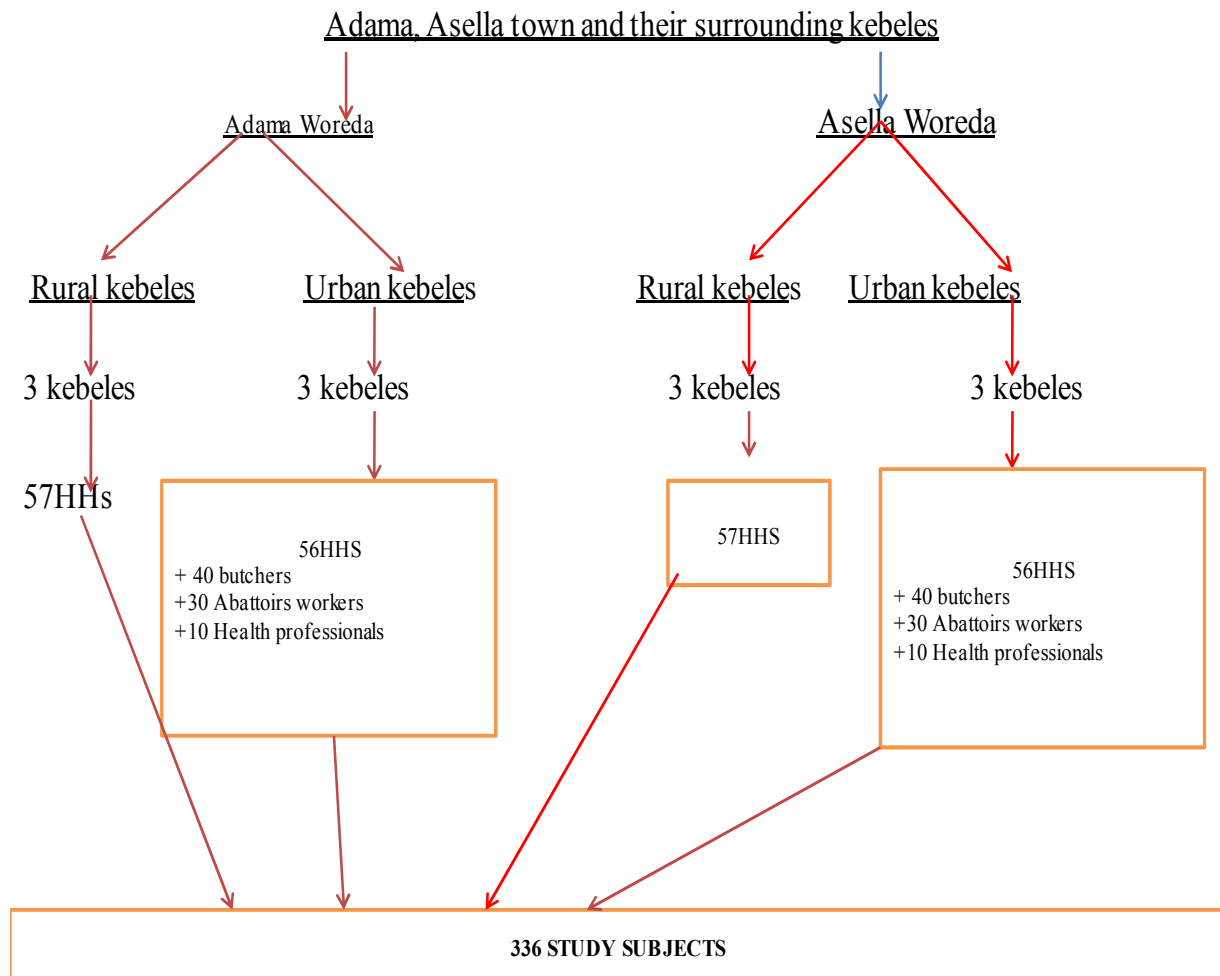 Adama, Asella town and their surrounding kebeles
Adama Woreda
Asella Woreda
Rural kebeles
Urban kebeles
Rural kebeles
Urban kebeles
3 kebeles
3 kebeles
3 kebeles
3 kebeles
57HHs
56HHS
+ 40 butchers
+30 Abattoirs workers
+10 Health professionals
57HHS
56HHS
+ 40 butchers
+30 Abattoirs workers
+10 Health professionals
336 STUDY SUBJECTS